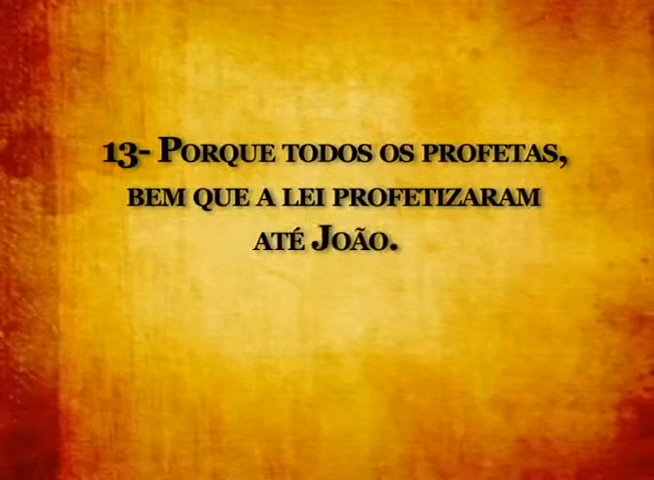 13- Porque todos os profetas,
bem que a lei profetizaram
até João.